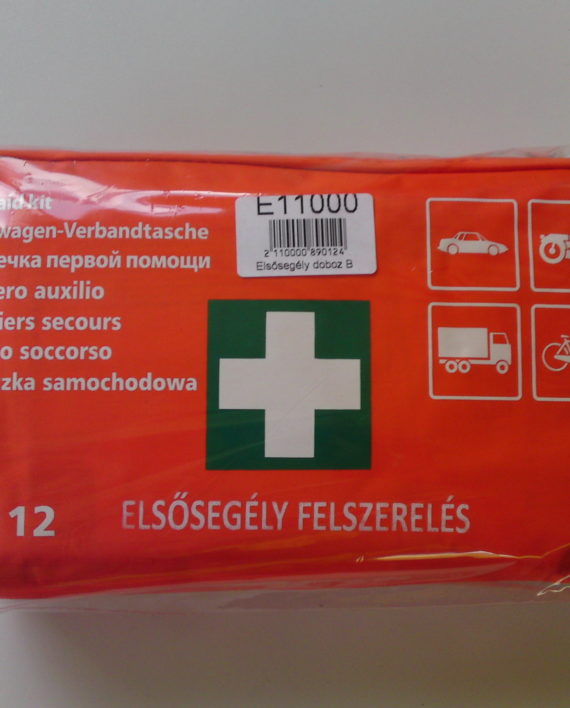 aid kit
wagen-Verbandtasche
ечка первой помощи
ero auxilio
iers secours
o soccorso
zka samochodowa
E11000
2 110000 890124
Elsősegély doboz B
12
ELSŐSEGÉLY FELSZERELÉS